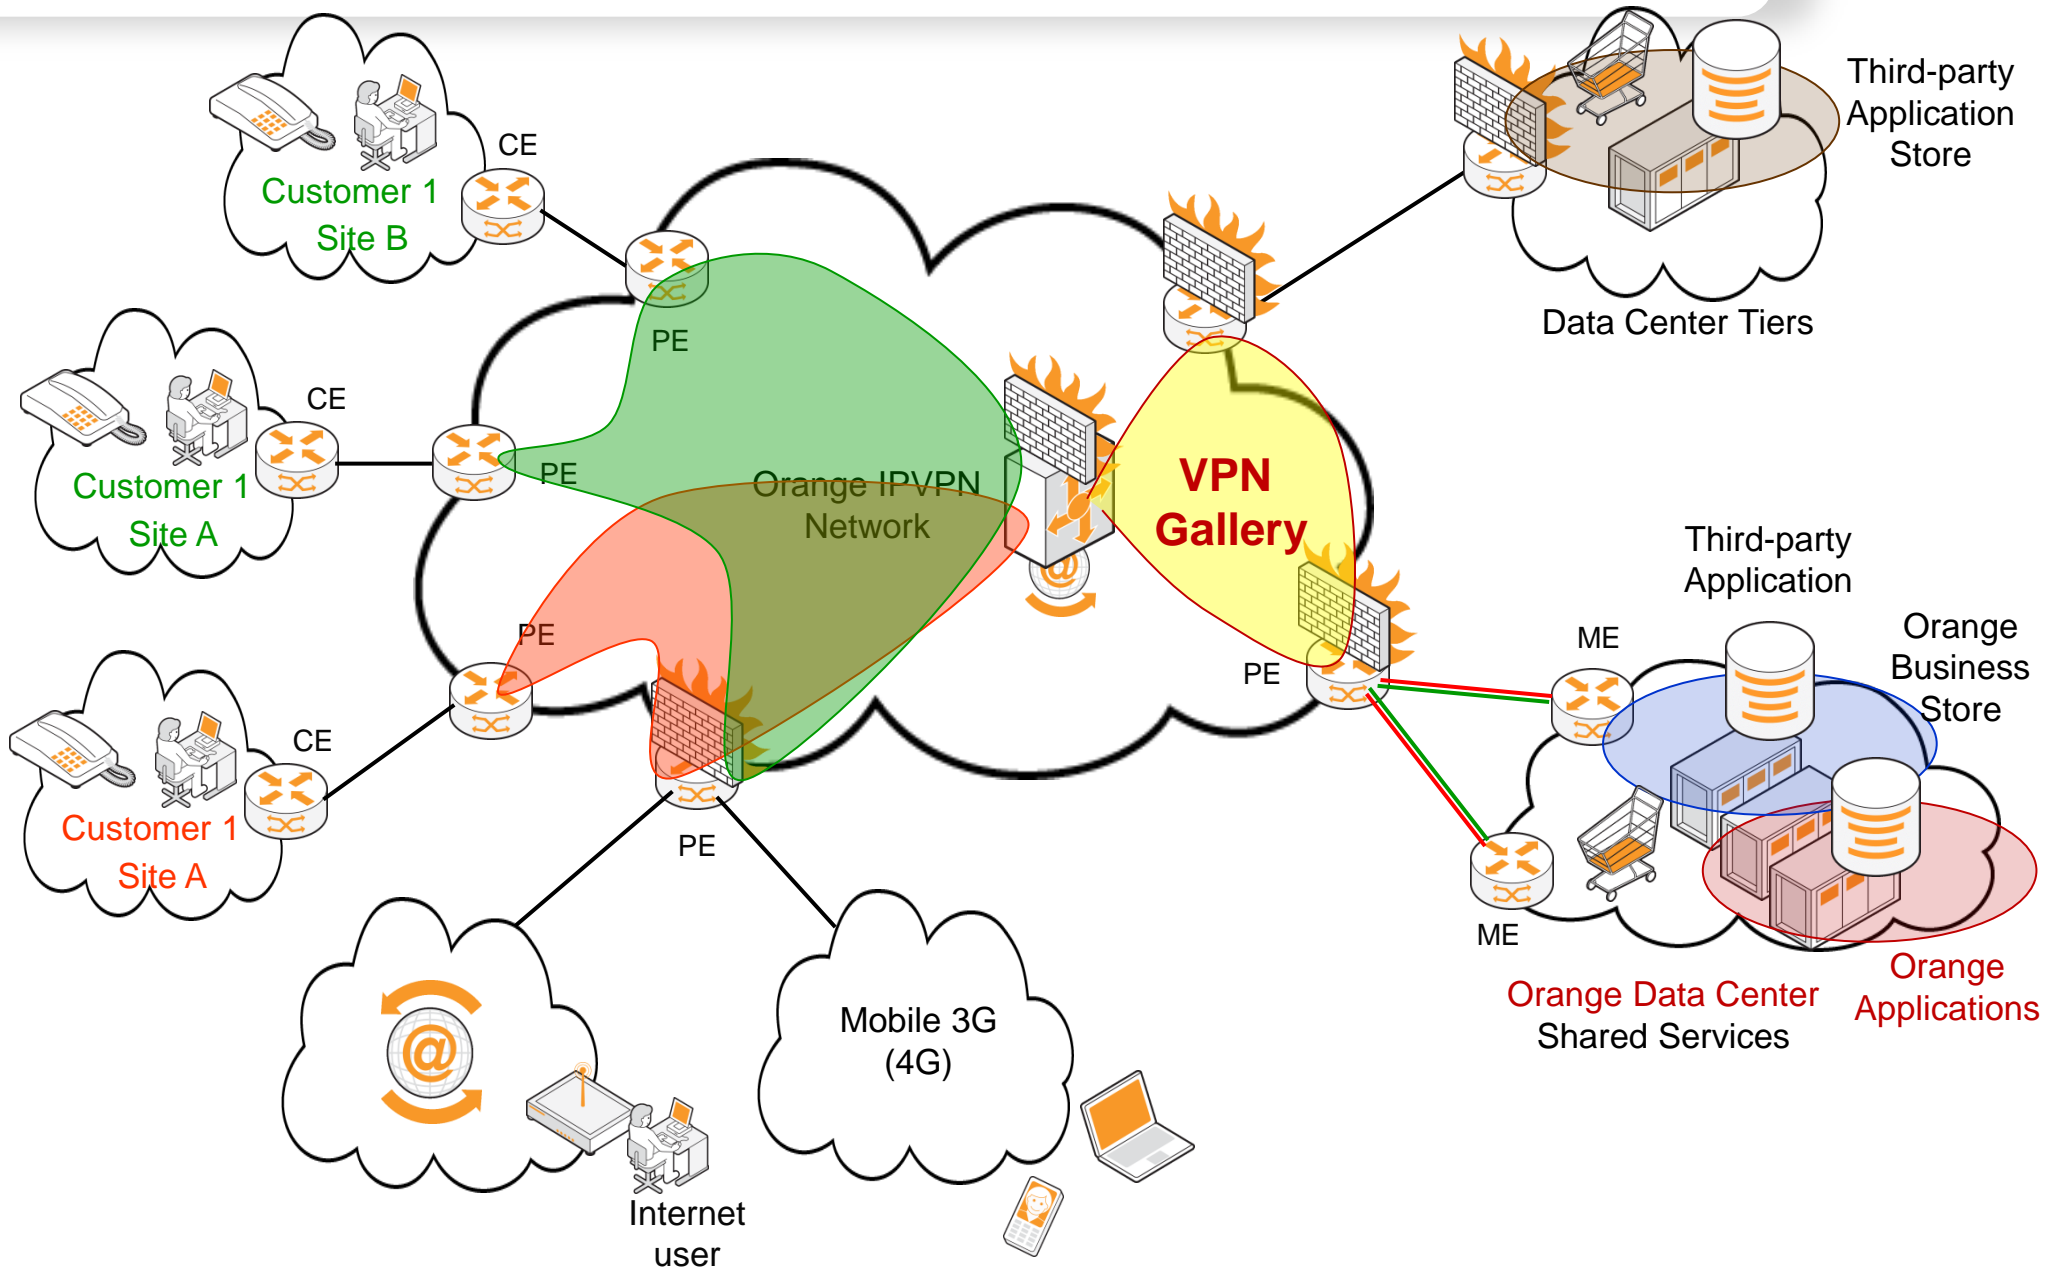 Third-party
Application
Store
CE
Customer 1
Site B
Data Center Tiers
PE
CE
PE
Customer 1
Site A
Orange IPVPN
Network
VPN
Gallery
Third-party
Application
Orange
Business
Store
ME
PE
PE
CE
Customer 1
Site A
PE
ME
Orange
Applications
Orange Data Center
Shared Services
@
@
Mobile 3G
(4G)
Internet
user